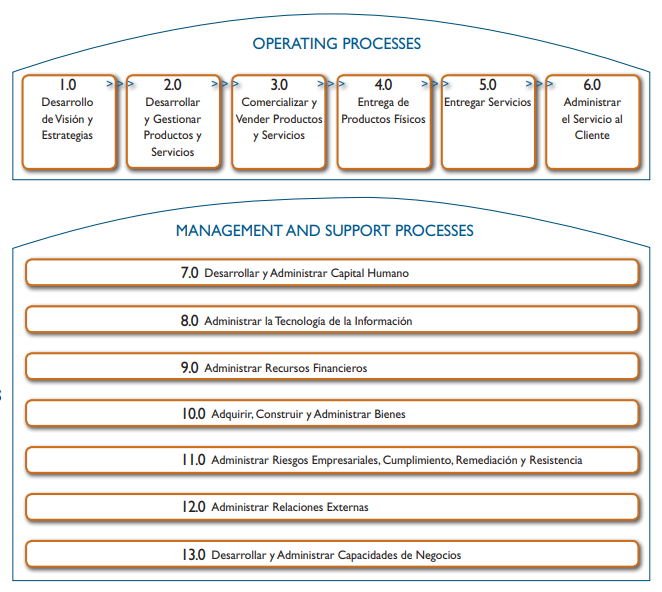 OPERATING PROCESSES
1.0 >>> 2.0 >>> 3.0 >>> 4.0 >>> 5.0 >>> 6.0
Desarrollo
de Visión y
Estrategias
Desarrollar
y Gestionar
Productos y
Servicios
Comercializar y
Vender Productos
y Servicios
Entrega de
Productos Físicos
Entregar Servicios
Administrar
el Servicio al
Cliente
MANAGEMENT AND SUPPORT PROCESSES
7.0 Desarrollar y Administrar Capital Humano
8.0 Administrar la Tecnología de la Información
9.0 Administrar Recursos Financieros
10.0 Adquirir, Construir y Administrar Bienes
11.0 Administrar Riesgos Empresariales, Cumplimiento, Remediación y Resistencia
12.0 Administrar Relaciones Externas
13.0 Desarrollar y Administrar Capacidades de Negocios